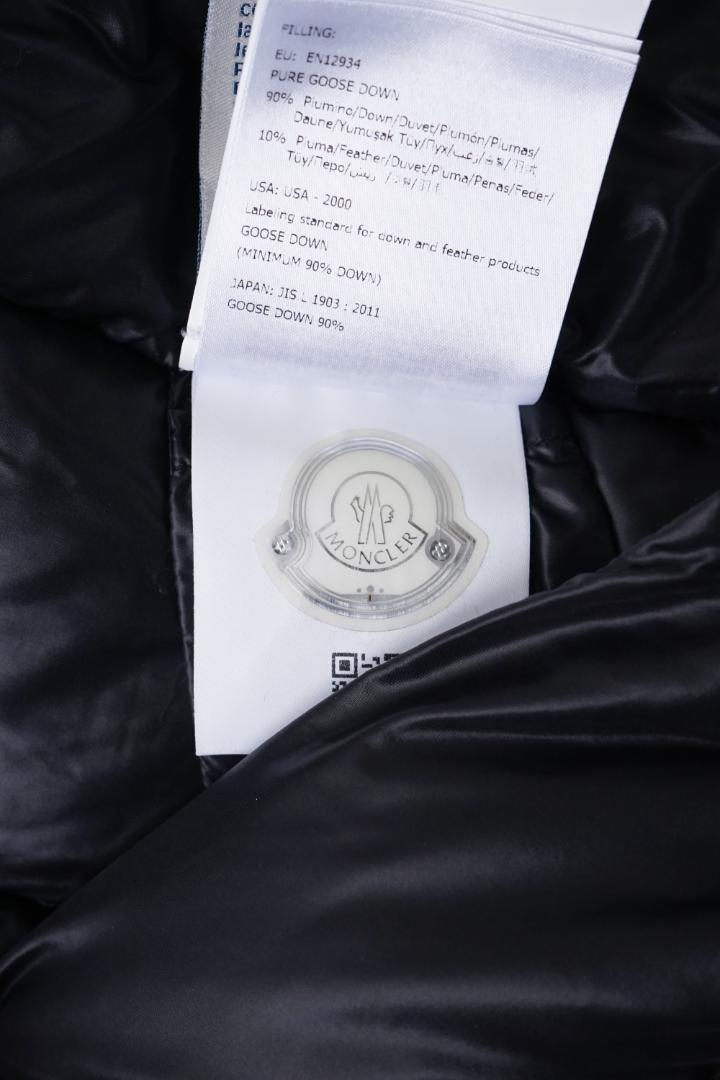 FILLING:
EU: EN12934
PURE GOOSE DOWN
90% Piumino/Down/Duvet/Plumón/Plumas/
Daune/Yumuşak Tüy/Пух/زغب/
10% Piuma/Feather/Duvet/Pluma/Penas/Feder/
Tüy/Перо/ريش/
USA: USA - 2000
Labeling standard for down and feather products
GOOSE DOWN
(MINIMUM 90% DOWN)
JAPAN: JIS L 1903 : 2011
GOOSE DOWN 90%
MONCLER